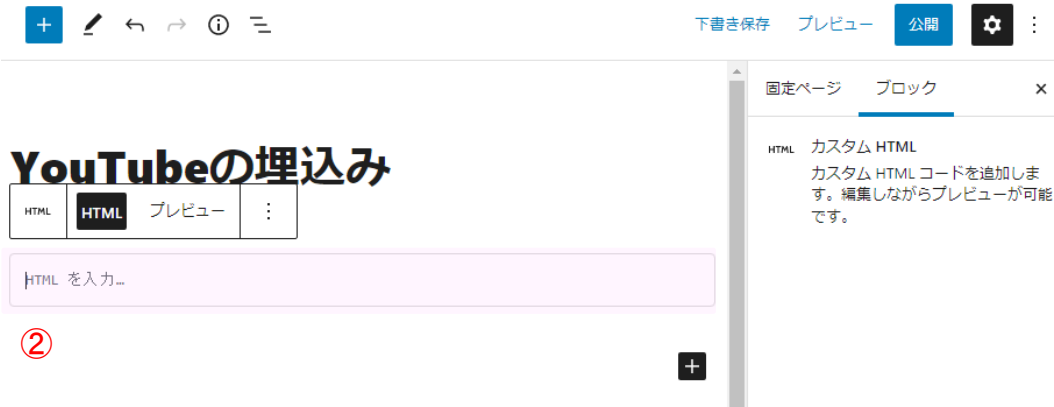 下書き保存 プレビュー 公開
固定ページ ブロック
YouTubeの埋込み
HTML HTML プレビュー
HTML を入力…
②
HTML カスタム HTML
カスタム HTML コードを追加しま
す。編集しながらプレビューが可能
です。